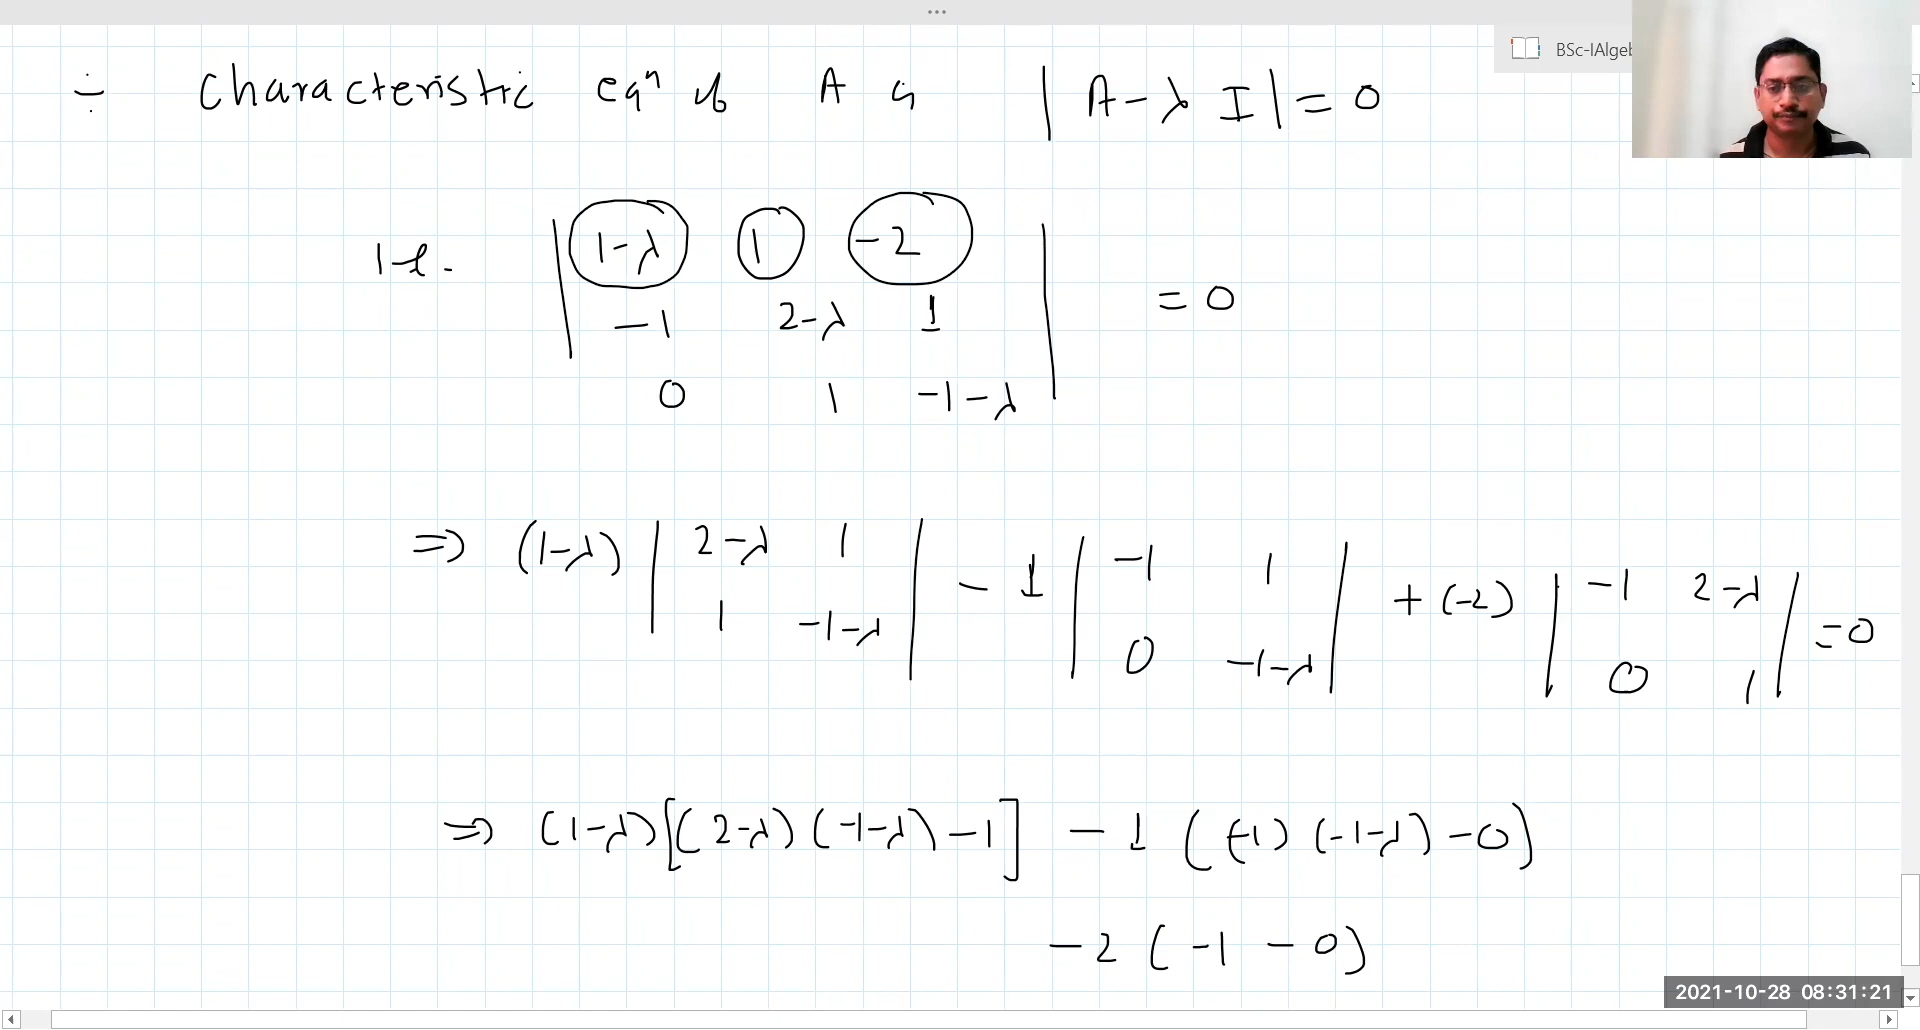 ...
BSc-IAlgeb
÷ Characteristic eqⁿ of A is | A - λ I | = 0
i.e. | 1-λ 1 -2 |
| -1 2-λ 1 | = 0
| 0 1 -1-λ |
⇒ (1-λ) | 2-λ 1 | - 1 | -1 1 | + (-2) | -1 2-λ | = 0
| 1 -1-λ | | 0 -1-λ | | 0 1 |
⇒ (1-λ) [ (2-λ) (-1-λ) - 1 ] - 1 ( (-1) (-1-λ) - 0 )
- 2 ( -1 - 0 )
2021-10-28 08:31:21